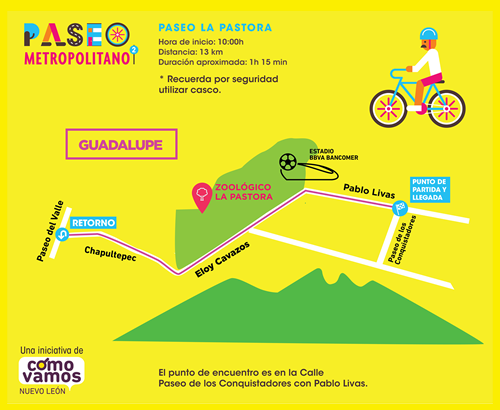 PASEO
METROPOLITANO 2
PASEO LA PASTORA
Hora de inicio: 10:00h
Distancia: 13 km
Duración aproximada: 1h 15 min
* Recuerda por seguridad
utilizar casco.
GUADALUPE
ESTADIO
BBVA BANCOMER
ZOOLÓGICO
LA PASTORA
Pablo Livas
PUNTO DE
PARTIDA Y
LLEGADA
Paseo del Valle
RETORNO
Chapultepec
Eloy Cavazos
Paseo de los
Conquistadores
Una iniciativa de
cómo
vamos
NUEVO LEÓN
El punto de encuentro es en la Calle
Paseo de los Conquistadores con Pablo Livas.